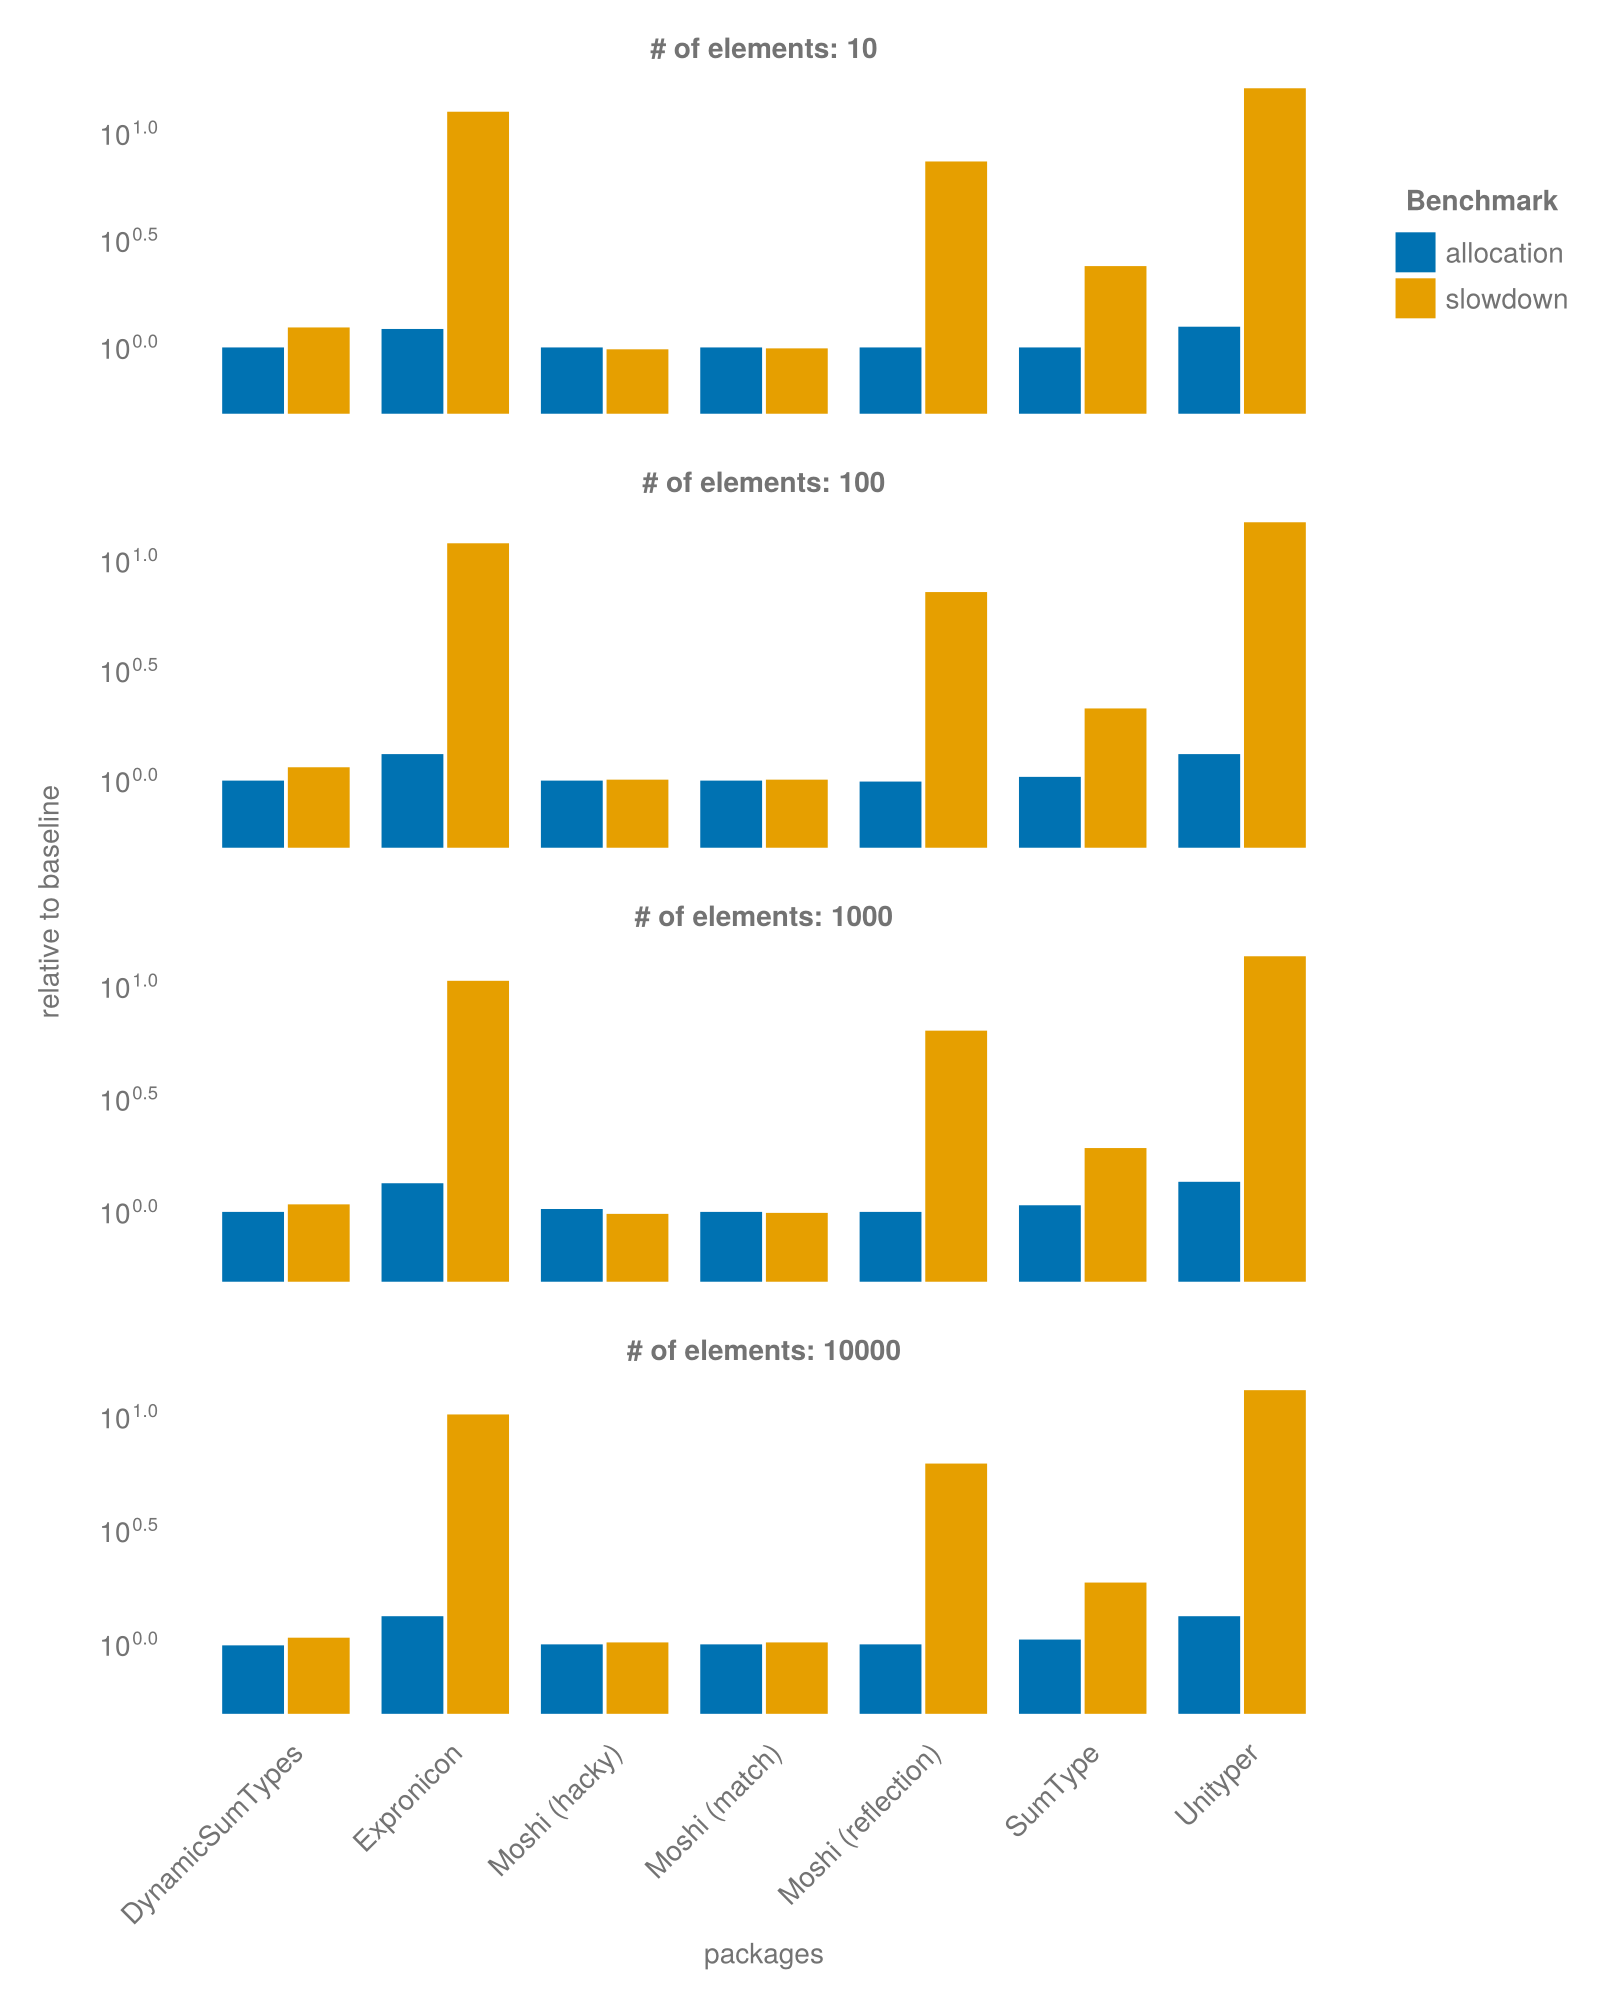 # of elements: 10
10^1.0
10^0.5
10^0.0
Benchmark
allocation
slowdown
# of elements: 100
10^1.0
10^0.5
10^0.0
relative to baseline
# of elements: 1000
10^1.0
10^0.5
10^0.0
# of elements: 10000
10^1.0
10^0.5
10^0.0
DynamicSumTypes
Expronicon
Moshi (hacky)
Moshi (match)
Moshi (reflection)
SumType
Unityper
packages